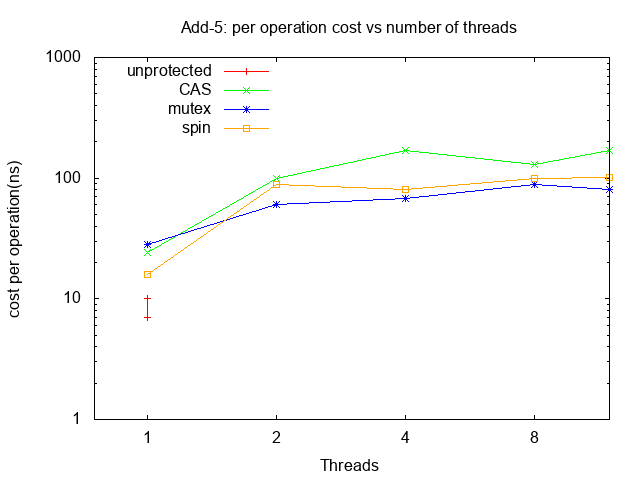 Add-5: per operation cost vs number of threads
1000
unprotected
CAS
mutex
spin
100
10
1
cost per operation(ns)
1 2 4 8
Threads